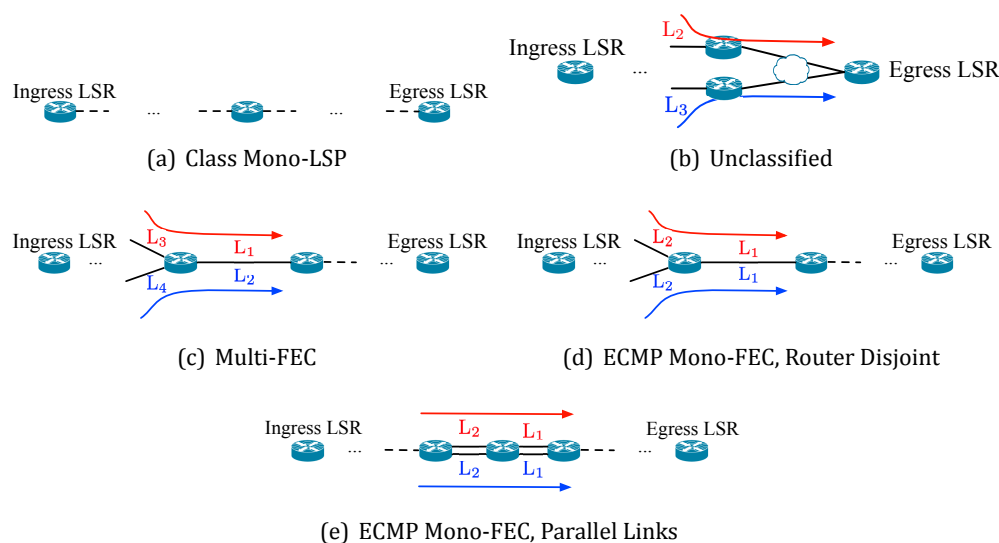 Ingress LSR
...
...
Egress LSR
(a) Class Mono-LSP
L2
Ingress LSR
...
Egress LSR
L3
(b) Unclassified
Ingress LSR
...
L3
L1
L4
L2
...
Egress LSR
(c) Multi-FEC
Ingress LSR
...
L2
L1
L2
L1
...
Egress LSR
(d) ECMP Mono-FEC, Router Disjoint
Ingress LSR
...
L2
L1
L2
L1
...
Egress LSR
(e) ECMP Mono-FEC, Parallel Links